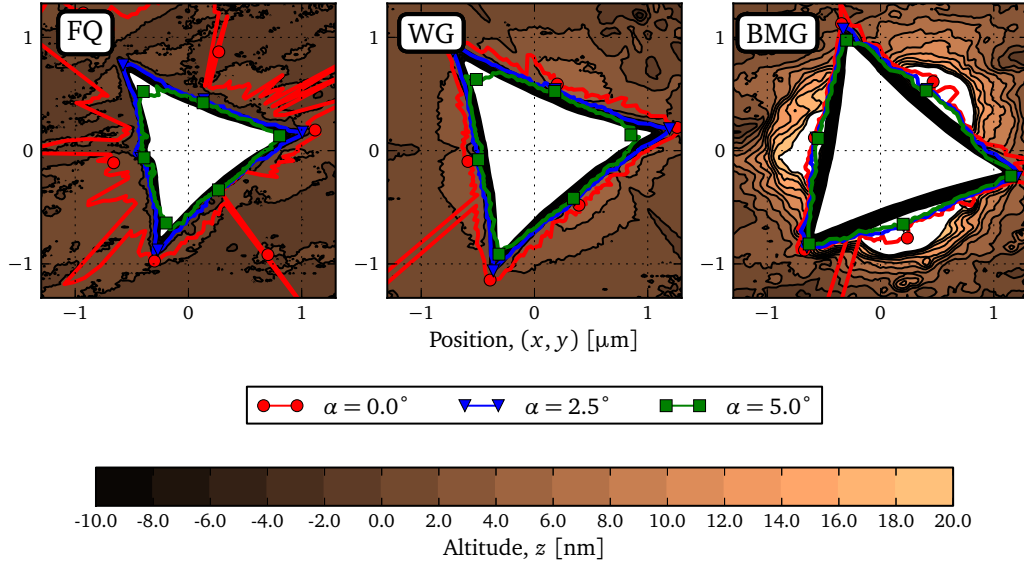 FQ WG BMG
1 1 1
0 0 0
−1 −1 −1
−1 0 1 −1 0 1 −1 0 1
Position, (x, y) [μm]
α = 0.0° α = 2.5° α = 5.0°
-10.0 -8.0 -6.0 -4.0 -2.0 0.0 2.0 4.0 6.0 8.0 10.0 12.0 14.0 16.0 18.0 20.0
Altitude, z [nm]